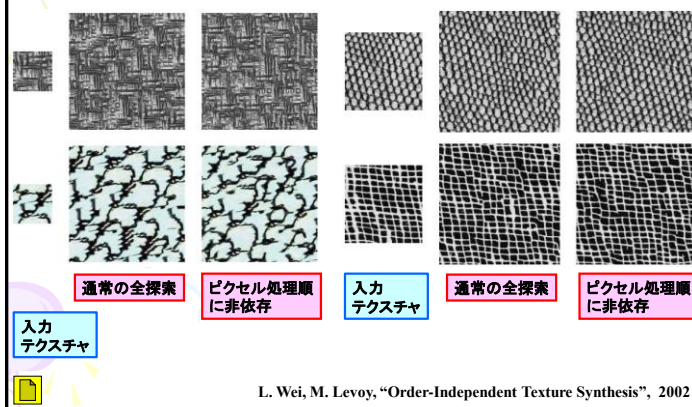 通常の全探索
ピクセル処理順
に非依存
入力
テクスチャ
通常の全探索
ピクセル処理順
に非依存
入力
テクスチャ
L. Wei, M. Levoy, “Order-Independent Texture Synthesis”, 2002